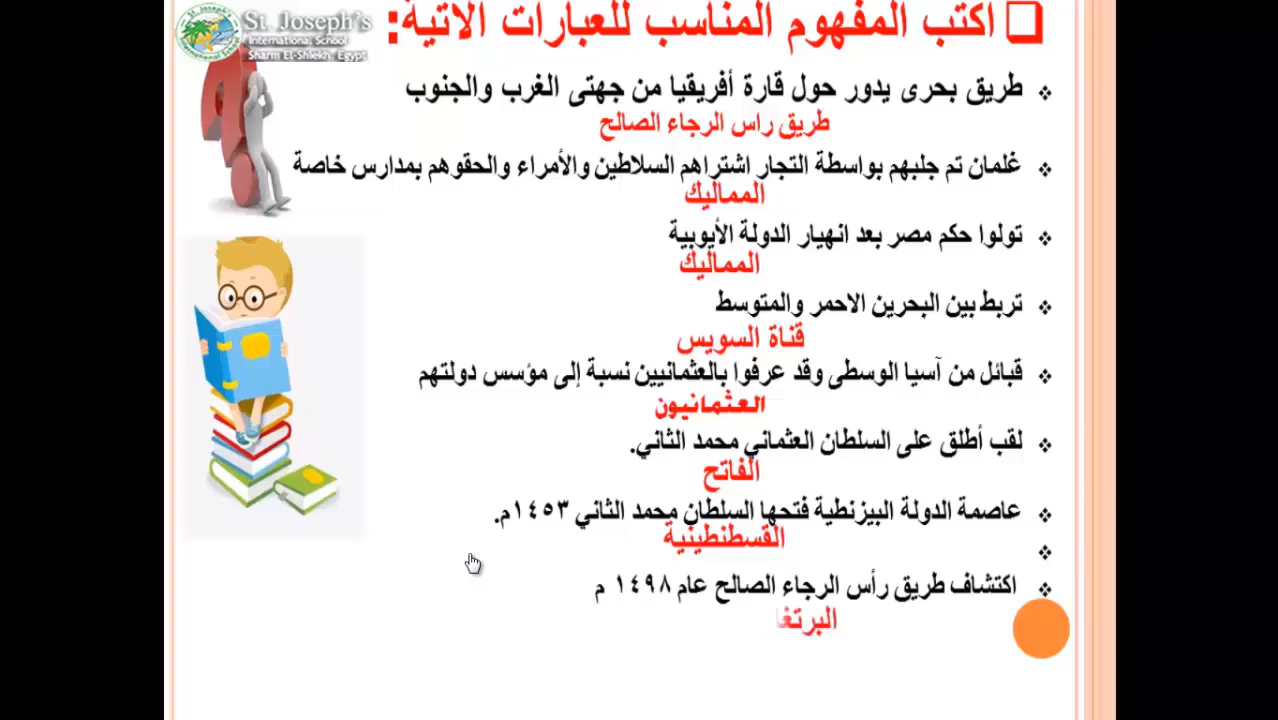 St. Joseph's
International School
Sharm El-Shiekh, Egypt
اكتب المفهوم المناسب للعبارات الاتية:
طريق بحرى يدور حول قارة أفريقيا من جهتى الغرب والجنوب
طريق راس الرجاء الصالح
غلمان تم جلبهم بواسطة التجار اشتراهم السلاطين والأمراء والحقوهم بمدارس خاصة
المماليك
تولوا حكم مصر بعد انهيار الدولة الأيوبية
المماليك
تربط بين البحرين الاحمر والمتوسط
قناة السويس
قبائل من آسيا الوسطى وقد عرفوا بالعثمانيين نسبة إلى مؤسس دولتهم
العثمانيون
لقب أطلق على السلطان العثماني محمد الثاني.
الفاتح
عاصمة الدولة البيزنطية فتحها السلطان محمد الثاني ١٤٥٣م.
القسطنطينية
اكتشاف طريق رأس الرجاء الصالح عام ١٤٩٨ م
البرتغا